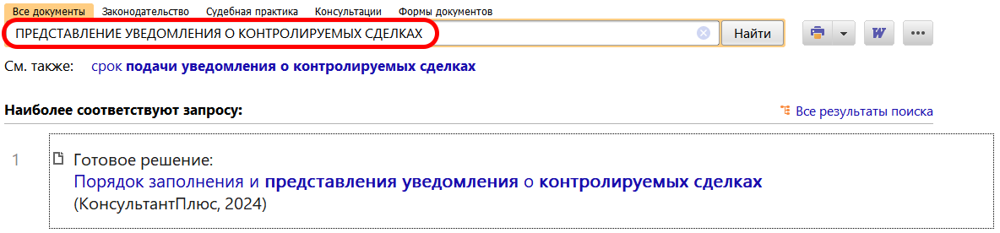 Все документы Законодательство Судебная практика Консультации Формы документов
ПРЕДСТАВЛЕНИЕ УВЕДОМЛЕНИЯ О КОНТРОЛИРУЕМЫХ СДЕЛКАХ Найти W
См. также: срок подачи уведомления о контролируемых сделках
Наиболее соответствуют запросу: Все результаты поиска
1 Готовое решение:
Порядок заполнения и представления уведомления о контролируемых сделках
(КонсультантПлюс, 2024)